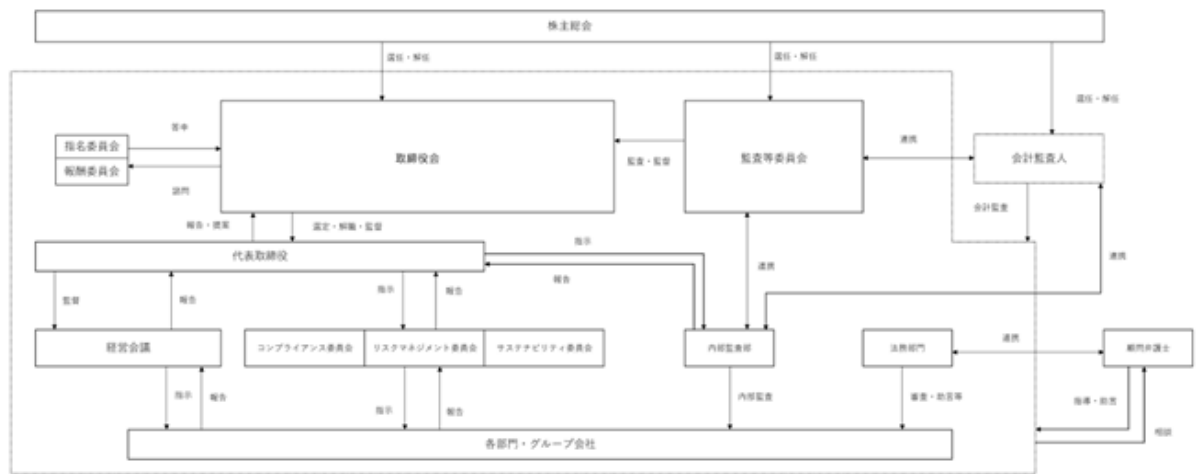 株主総会
選任・解任
選任・解任
選任・解任
答申
指名委員会
報酬委員会
諮問
取締役会
監査・監督
監査等委員会
連携
会計監査人
会計監査
報告・提案
選定・解職・監督
代表取締役
指示
報告
連携
連携
監督
報告
指示
報告
経営会議
コンプライアンス委員会
リスクマネジメント委員会
サステナビリティ委員会
内部監査部
法務部門
連携
顧問弁護士
指示
報告
指示
報告
内部監査
審査・助言等
指導・助言
相談
各部門・グループ会社